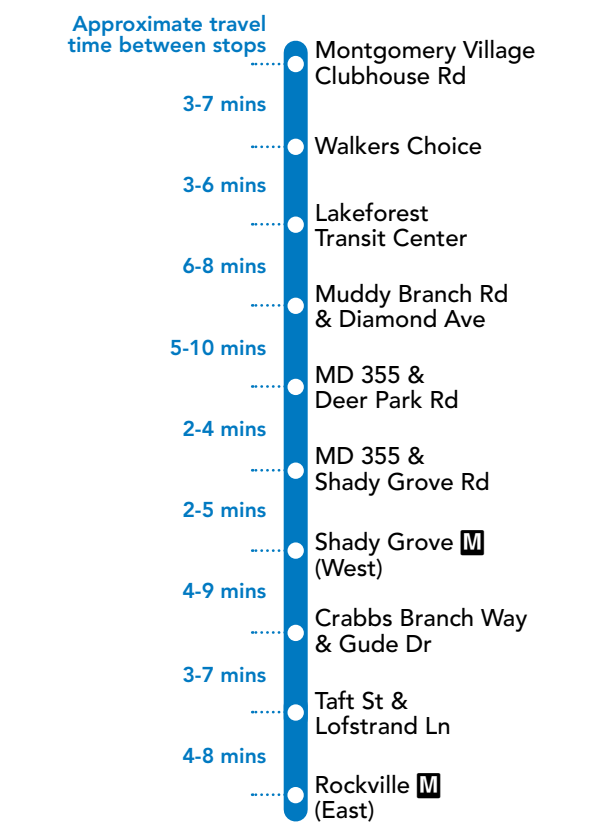 Approximate travel
time between stops
Montgomery Village
Clubhouse Rd
3-7 mins
Walkers Choice
3-6 mins
Lakeforest
Transit Center
6-8 mins
Muddy Branch Rd
& Diamond Ave
5-10 mins
MD 355 &
Deer Park Rd
2-4 mins
MD 355 &
Shady Grove Rd
2-5 mins
Shady Grove M
(West)
4-9 mins
Crabbs Branch Way
& Gude Dr
3-7 mins
Taft St &
Lofstrand Ln
4-8 mins
Rockville M
(East)